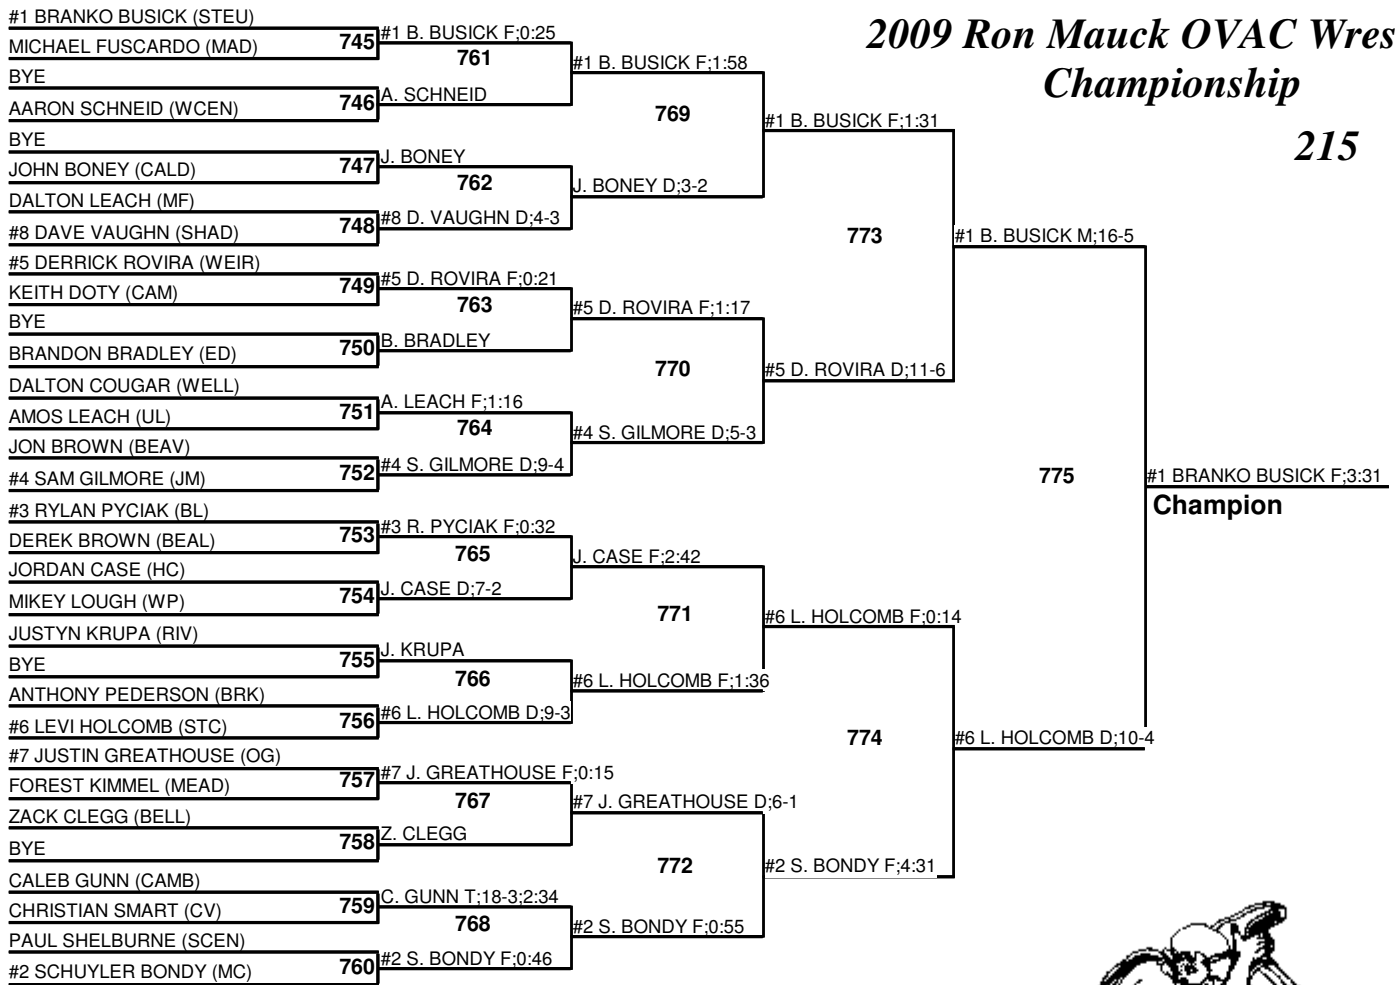 2009 Ron Mauck OVAC Wres
Championship
215
#1 BRANKO BUSICK (STEU)
MICHAEL FUSCARDO (MAD)
BYE
AARON SCHNEID (WCEN)
BYE
JOHN BONEY (CALD)
DALTON LEACH (MF)
#8 DAVE VAUGHN (SHAD)
#5 DERRICK ROVIRA (WEIR)
KEITH DOTY (CAM)
BYE
BRANDON BRADLEY (ED)
DALTON COUGAR (WELL)
AMOS LEACH (UL)
JON BROWN (BEAV)
#4 SAM GILMORE (JM)
#3 RYLAN PYCIAK (BL)
DEREK BROWN (BEAL)
JORDAN CASE (HC)
MIKEY LOUGH (WP)
JUSTYN KRUPA (RIV)
BYE
ANTHONY PEDERSON (BRK)
#6 LEVI HOLCOMB (STC)
#7 JUSTIN GREATHOUSE (OG)
FOREST KIMMEL (MEAD)
ZACK CLEGG (BELL)
BYE
CALEB GUNN (CAMB)
CHRISTIAN SMART (CV)
PAUL SHELBURNE (SCEN)
#2 SCHUYLER BONDY (MC)
745
746
747
748
749
750
751
752
753
754
755
756
757
758
759
760
#1 B. BUSICK F;0:25
761
A. SCHNEID
J. BONEY
762
#8 D. VAUGHN D;4-3
#5 D. ROVIRA F;0:21
763
B. BRADLEY
A. LEACH F;1:16
764
#4 S. GILMORE D;9-4
#3 R. PYCIAK F;0:32
765
J. CASE D;7-2
J. KRUPA
766
#6 L. HOLCOMB D;9-3
#7 J. GREATHOUSE F;0:15
767
Z. CLEGG
C. GUNN T;18-3;2:34
768
#2 S. BONDY F;0:46
#1 B. BUSICK F;1:58
769
J. BONEY D;3-2
#5 D. ROVIRA F;1:17
770
#4 S. GILMORE D;5-3
J. CASE F;2:42
771
#6 L. HOLCOMB F;1:36
#7 J. GREATHOUSE D;6-1
772
#2 S. BONDY F;0:55
#1 B. BUSICK F;1:31
773
#5 D. ROVIRA D;11-6
#6 L. HOLCOMB F;0:14
774
#2 S. BONDY F;4:31
#1 B. BUSICK M;16-5
775
#6 L. HOLCOMB D;10-4
#1 BRANKO BUSICK F;3:31
Champion